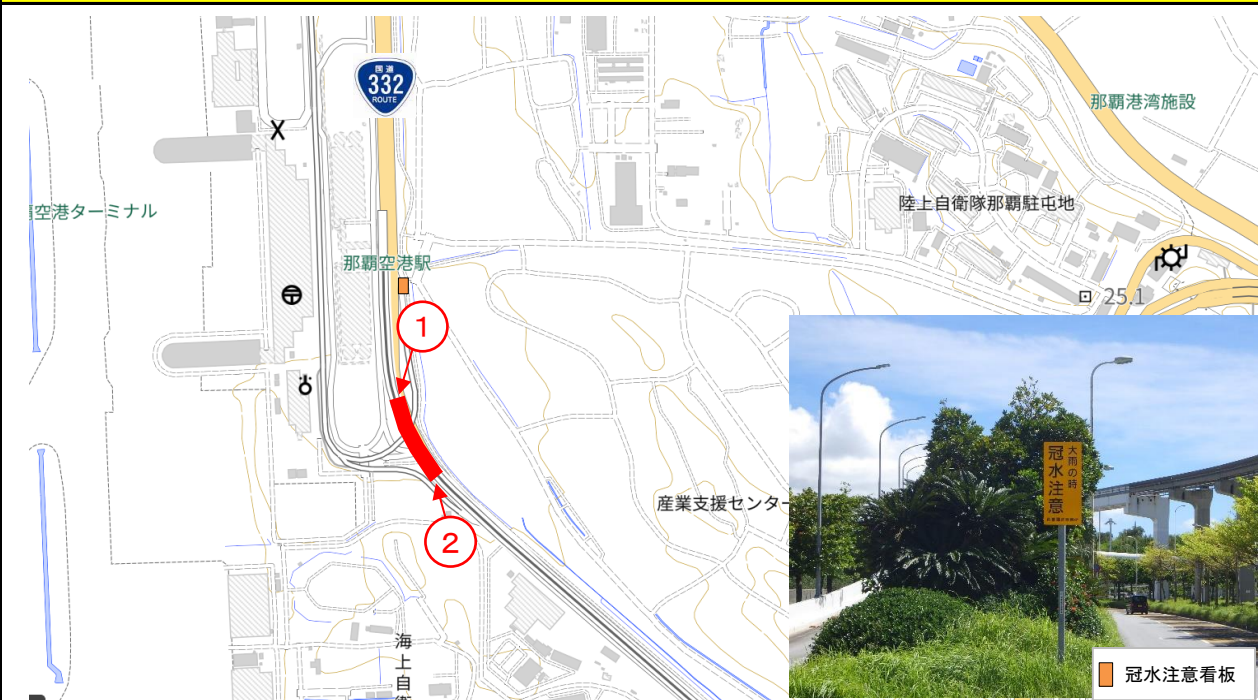 国道
332
ROUTE
那覇港湾施設
空港ターミナル
陸上自衛隊那覇駐屯地
那覇空港駅
25.1
①
産業支援センター
②
海上自衛
大雨の時
冠水注意
冠水注意看板